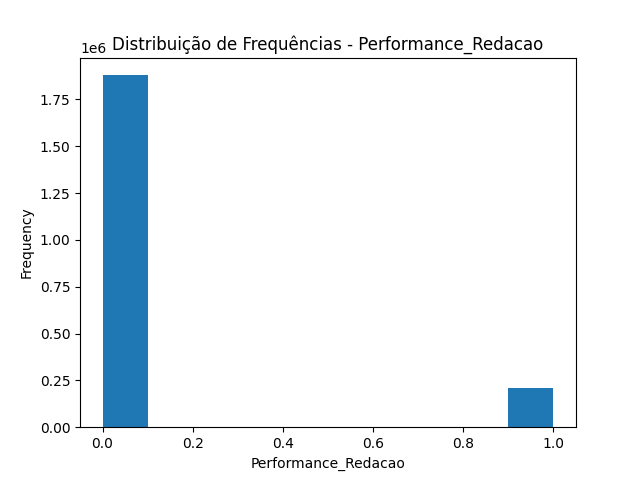 Distribuição de Frequências - Performance_Redacao
1e6
1.75
1.50
1.25
1.00
0.75
0.50
0.25
0.00
Frequency
0.0 0.2 0.4 0.6 0.8 1.0
Performance_Redacao